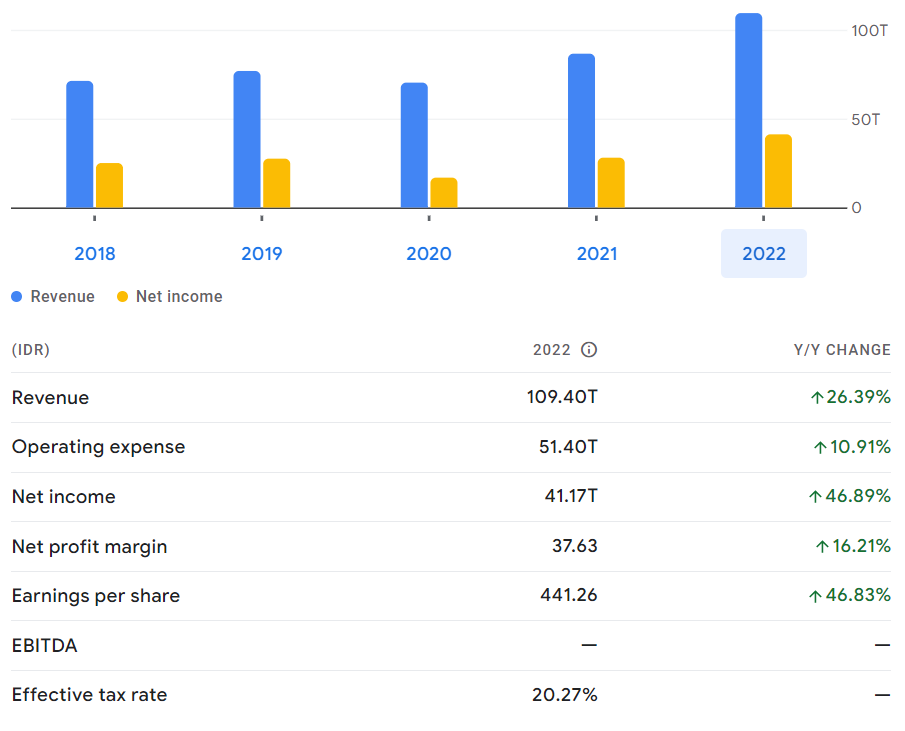 100T
50T
0
2018 2019 2020 2021 2022
Revenue Net income
(IDR) 2022 Y/Y CHANGE
Revenue 109.40T ↑26.39%
Operating expense 51.40T ↑10.91%
Net income 41.17T ↑46.89%
Net profit margin 37.63 ↑16.21%
Earnings per share 441.26 ↑46.83%
EBITDA — —
Effective tax rate 20.27% —